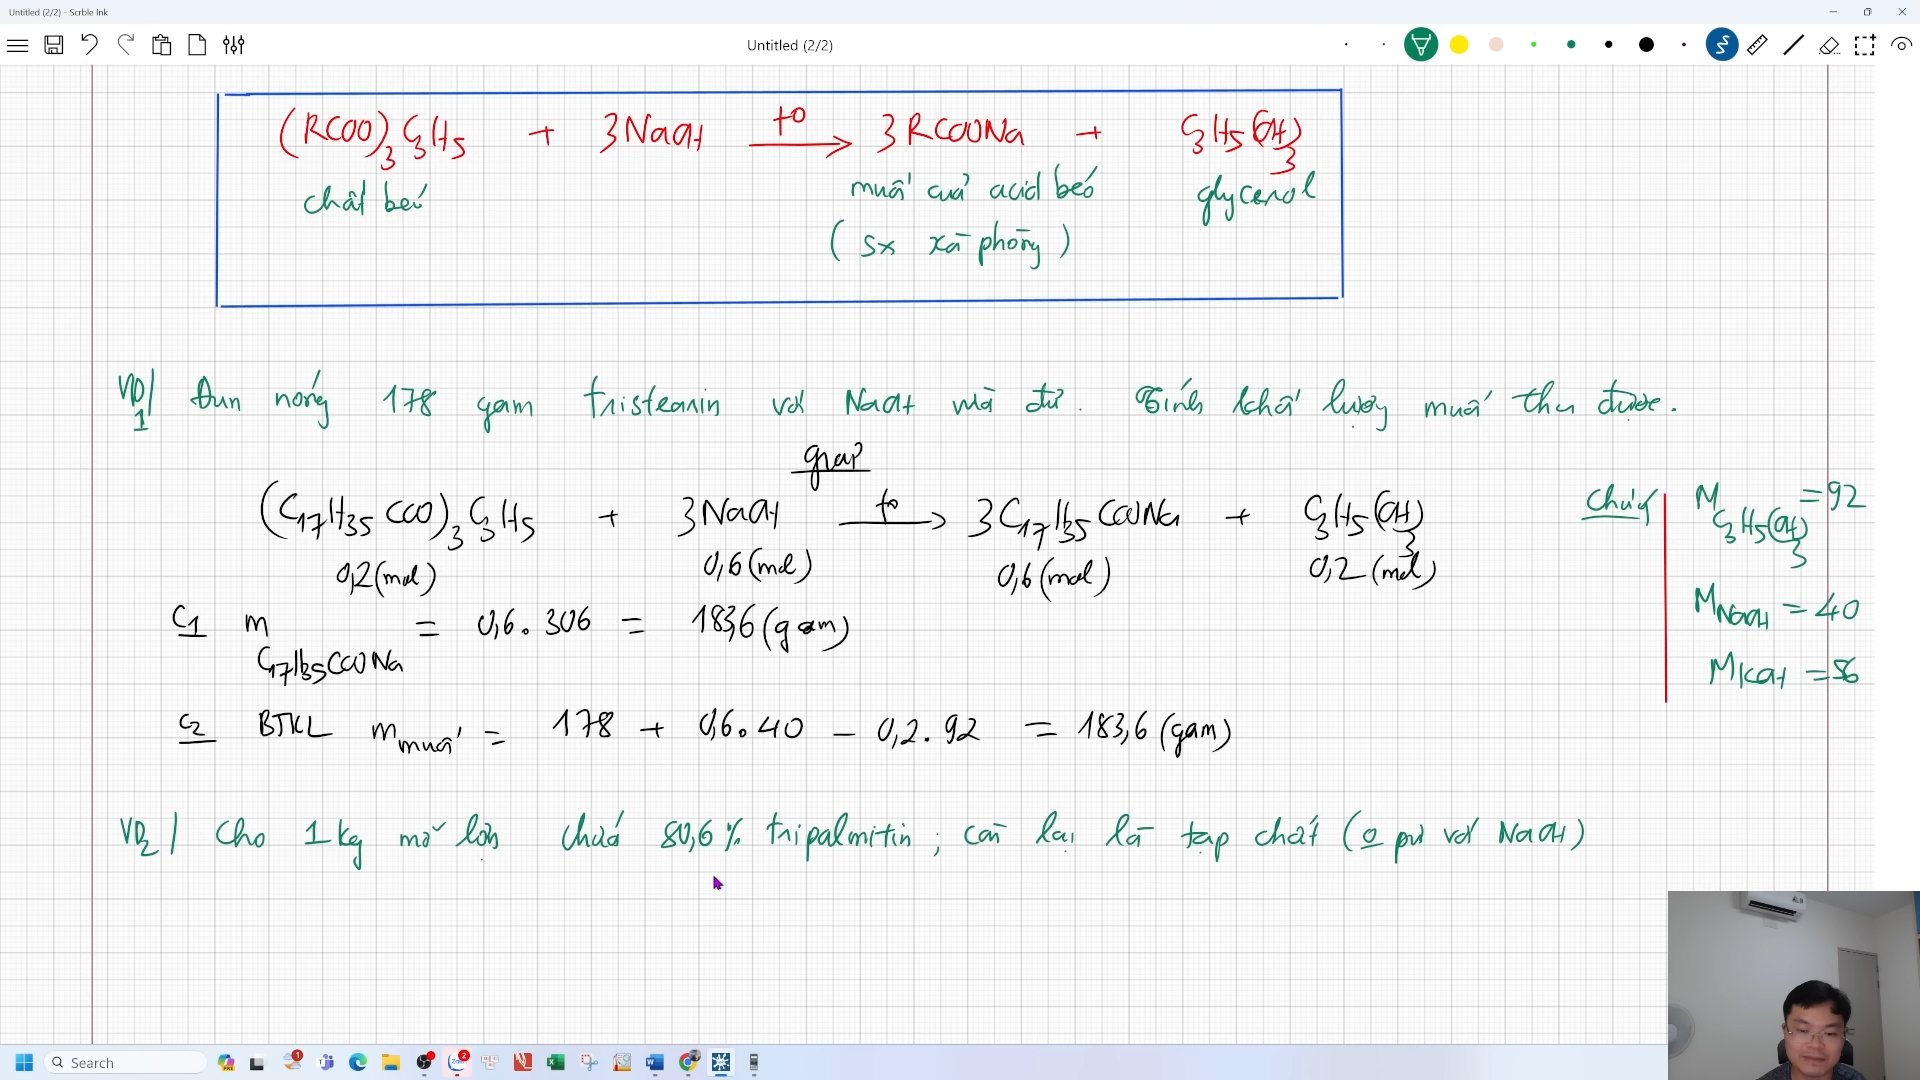 Untitled (2/2) - Scrble Ink
Untitled (2/2)
(RCOO)₃C₃H₅ + 3NaOH t° → 3RCOONa + C₃H₅(OH)₃
chất béo muối của acid béo glycerol
(sx xà phòng)
VD1/ Đun nóng 178 gam tristearin với NaOH vừa đủ. Tính khối lượng muối thu được.
giải
(C₁₇H₃₅COO)₃C₃H₅ + 3NaOH t° → 3C₁₇H₃₅COONa + C₃H₅(OH)₃
0,2 (mol) 0,6 (mol) 0,6 (mol) 0,2 (mol)
C1 m C₁₇H₃₅COONa = 0,6.306 = 183,6 (gam)
C2 BTKL m muối = 178 + 0,6.40 - 0,2.92 = 183,6 (gam)
Chú ý
M C₃H₅(OH)₃ = 92
M NaOH = 40
M KOH = 56
VD2/ Cho 1kg mỡ lợn chứa 80,6% tripalmitin; còn lại là tạp chất (o pư với NaOH)
Search